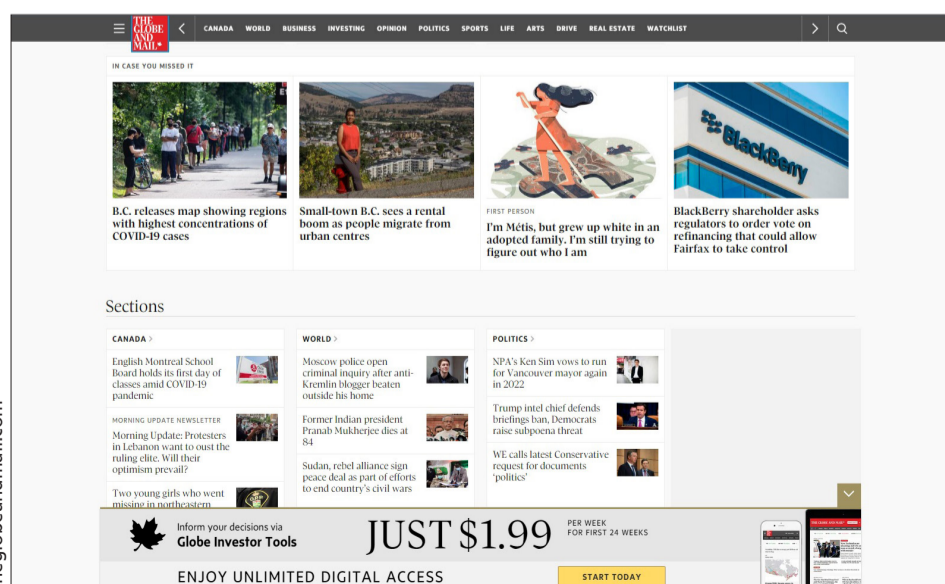 THE
GLOBE
AND
MAIL
CANADA WORLD BUSINESS INVESTING OPINION POLITICS SPORTS LIFE ARTS DRIVE REAL ESTATE WATCHLIST
IN CASE YOU MISSED IT
BlackBerry
B.C. releases map showing regions
with highest concentrations of
COVID-19 cases
Small-town B.C. sees a rental
boom as people migrate from
urban centres
FIRST PERSON
I'm Métis, but grew up white in an
adopted family. I'm still trying to
figure out who I am
BlackBerry shareholder asks
regulators to order vote on
refinancing that could allow
Fairfax to take control
Sections
CANADA >
English Montreal School
Board holds its first day of
classes amid COVID-19
pandemic
MORNING UPDATE NEWSLETTER
Morning Update: Protesters
in Lebanon want to oust the
ruling elite. Will their
optimism prevail?
Two young girls who went
missing in northeastern
WORLD >
Moscow police open
criminal inquiry after anti-
Kremlin blogger beaten
outside his home
Former Indian president
Pranab Mukherjee dies at
84
Sudan, rebel alliance sign
peace deal as part of efforts
to end country's civil wars
POLITICS >
NPA's Ken Sim vows to run
for Vancouver mayor again
in 2022
Trump intel chief defends
briefings ban, Democrats
raise subpoena threat
WE calls latest Conservative
request for documents
'politics'
Inform your decisions via
Globe Investor Tools
JUST $1.99
PER WEEK
FOR FIRST 24 WEEKS
ENJOY UNLIMITED DIGITAL ACCESS
START TODAY